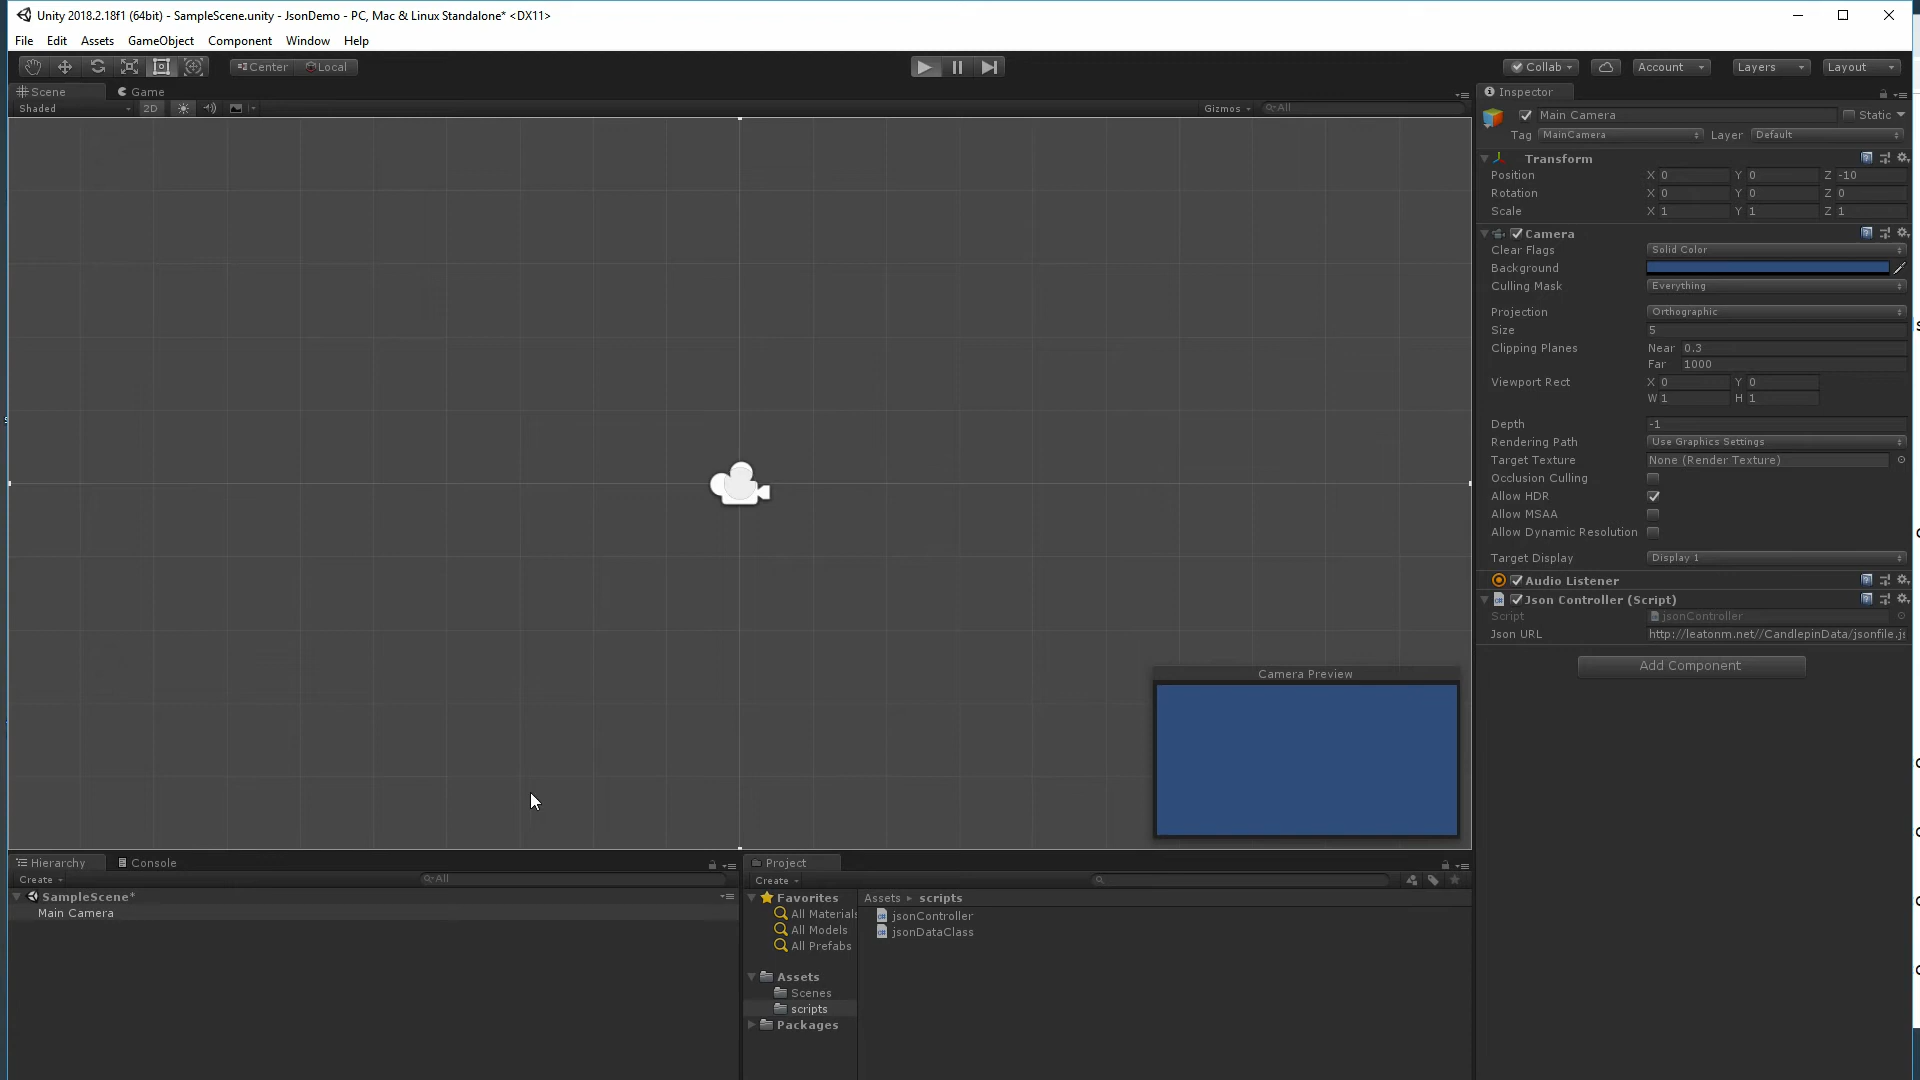 Unity 2018.2.18f1 (64bit) - SampleScene.unity - JsonDemo - PC, Mac & Linux Standalone* <DX11>
File Edit Assets GameObject Component Window Help
Center Local
Collab Account Layers Layout
Scene Game
Shaded 2D Gizmos All
Inspector
Main Camera Static
Tag MainCamera Layer Default
Transform
Position X 0 Y 0 Z -10
Rotation X 0 Y 0 Z 0
Scale X 1 Y 1 Z 1
Camera
Clear Flags Solid Color
Background
Culling Mask Everything
Projection Orthographic
Size 5
Clipping Planes Near 0.3
Far 1000
Viewport Rect X 0 Y 0
W 1 H 1
Depth -1
Rendering Path Use Graphics Settings
Target Texture None (Render Texture)
Occlusion Culling
Allow HDR
Allow MSAA
Allow Dynamic Resolution
Target Display Display 1
Audio Listener
Json Controller (Script)
Script jsonController
Json URL http://leatonm.net//CandlepinData/jsonfile.js
Add Component
Camera Preview
Hierarchy Console
Create All
SampleScene*
Main Camera
Project
Create
Favorites
All Materials
All Models
All Prefabs
Assets
Scenes
scripts
Packages
Assets scripts
jsonController
jsonDataClass